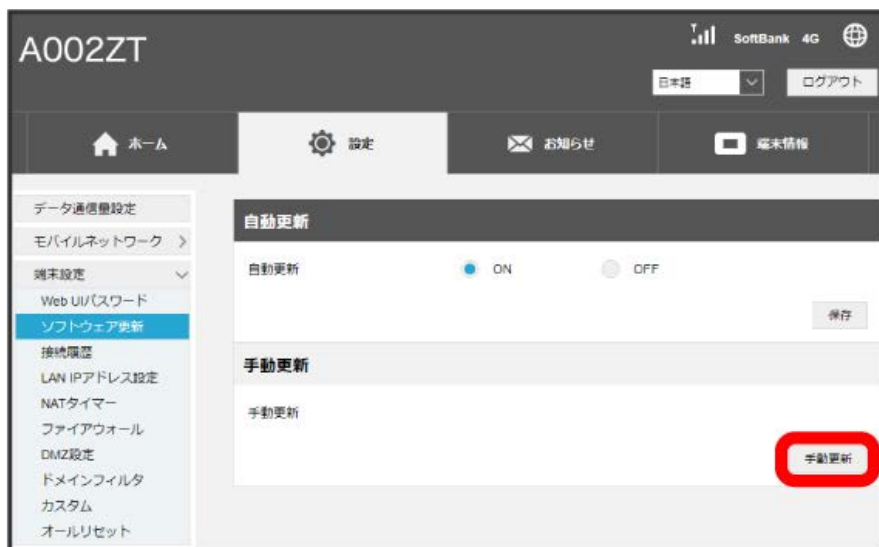 A002ZT
SoftBank 4G
日本語
ログアウト
ホーム
設定
お知らせ
端末情報
データ通信量設定
モバイルネットワーク
端末設定
Web UIパスワード
ソフトウェア更新
接続履歴
LAN IPアドレス設定
NATタイマー
ファイアウォール
DMZ設定
ドメインフィルタ
カスタム
オールリセット
自動更新
自動更新 ON OFF
保存
手動更新
手動更新
手動更新